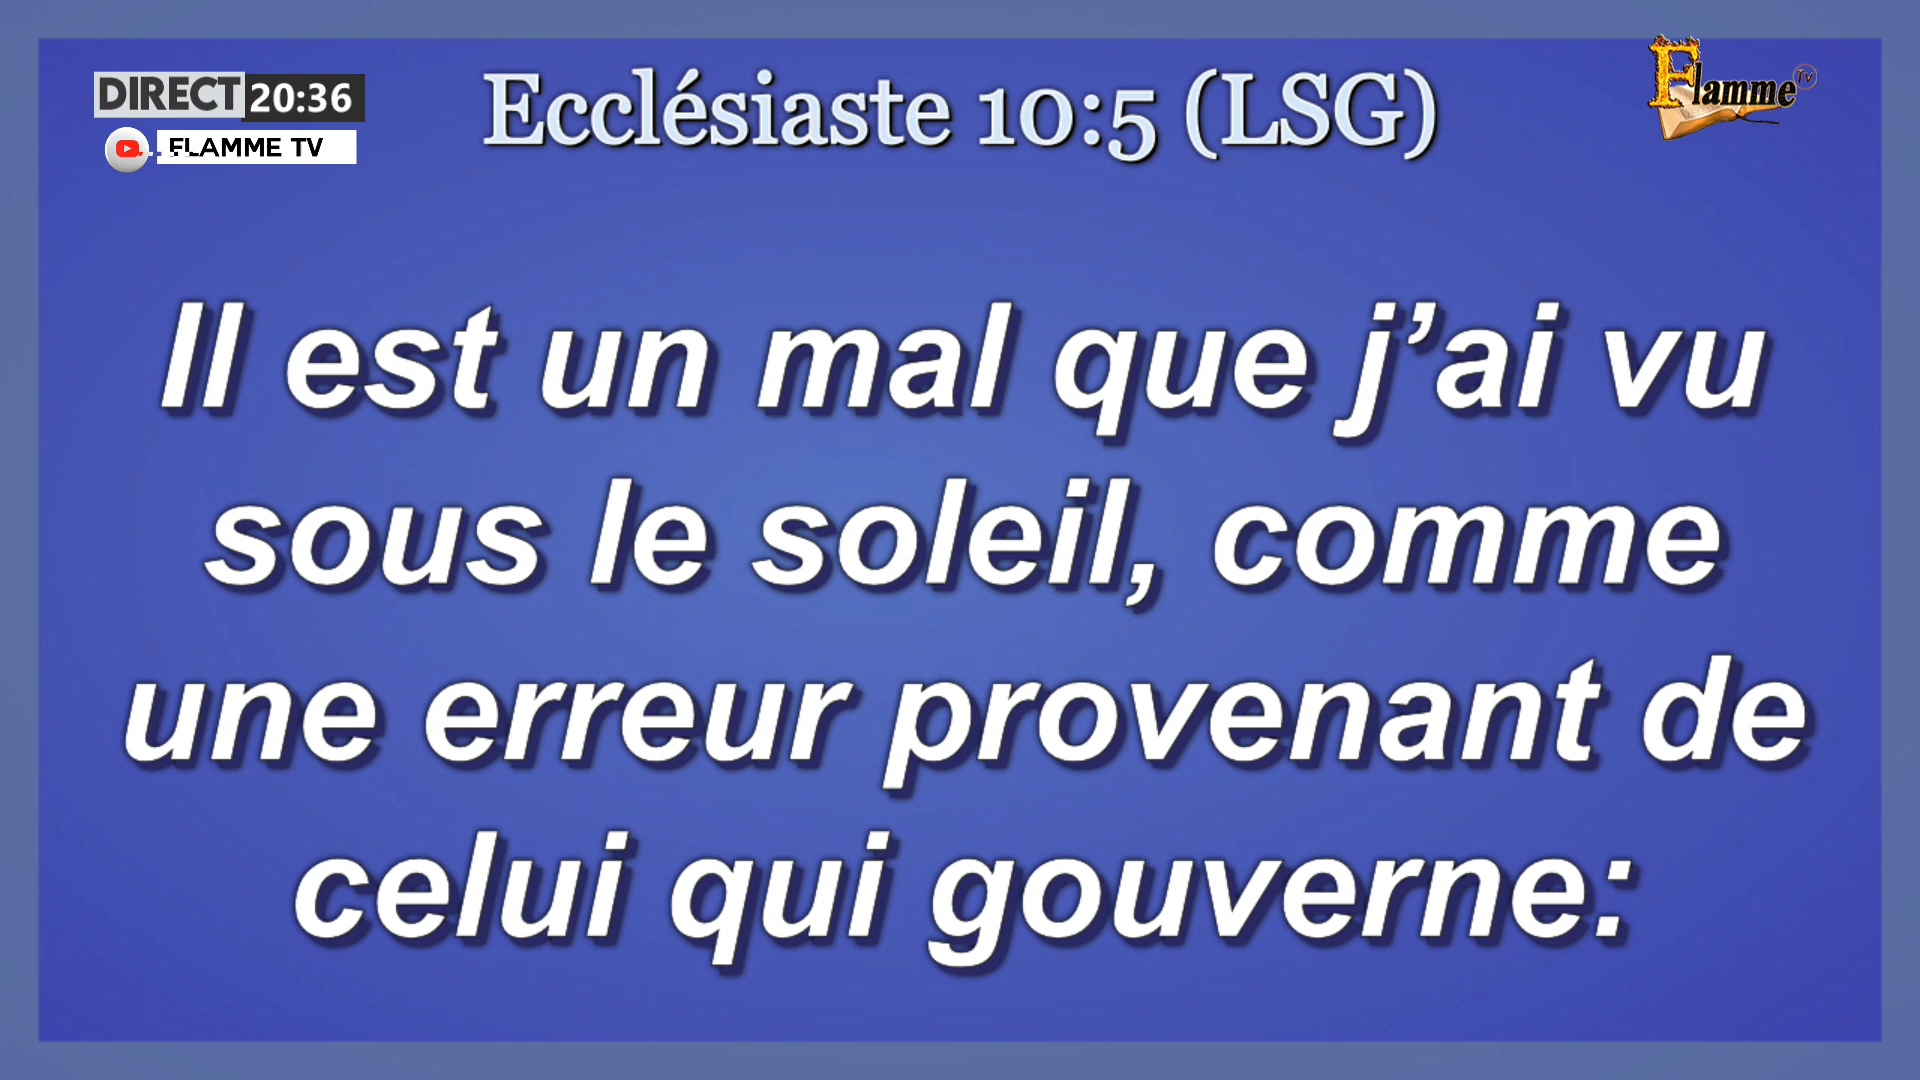 DIRECT 20:36
FLAMME TV
Ecclésiaste 10:5 (LSG)
Flamme TV
Il est un mal que j’ai vu
sous le soleil, comme
une erreur provenant de
celui qui gouverne: